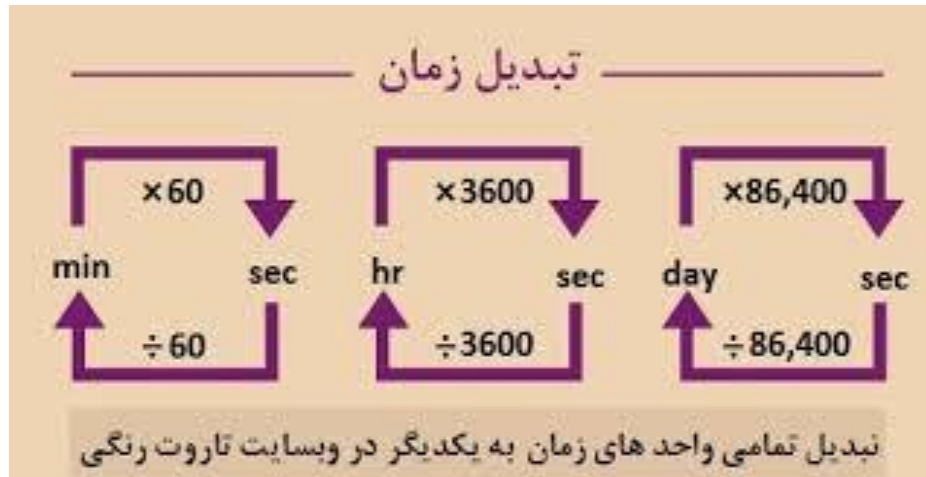 تبدیل زمان
×60 ×3600 ×86,400
min sec hr sec day sec
÷60 ÷3600 ÷86,400
تبدیل تمامی واحد های زمان به یکدیگر در وبسایت تاروت رنگی